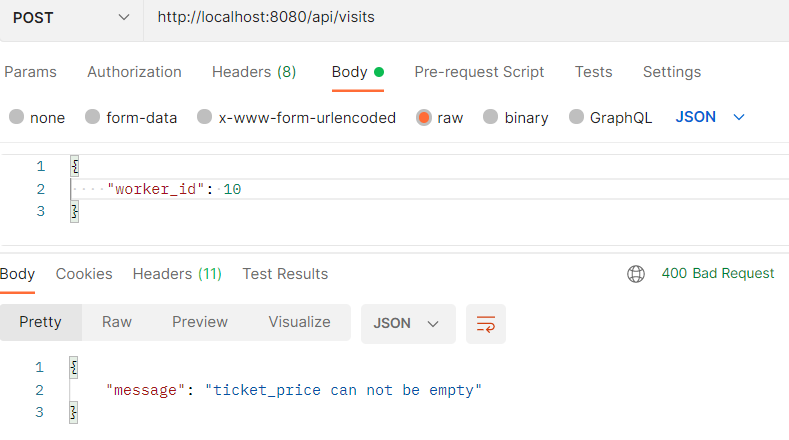 POST http://localhost:8080/api/visits
Params Authorization Headers (8) Body Pre-request Script Tests Settings
none form-data x-www-form-urlencoded raw binary GraphQL JSON
1 {
2 "worker_id": 10
3 }
Body Cookies Headers (11) Test Results 400 Bad Request
Pretty Raw Preview Visualize JSON
1 {
2 "message": "ticket_price can not be empty"
3 }